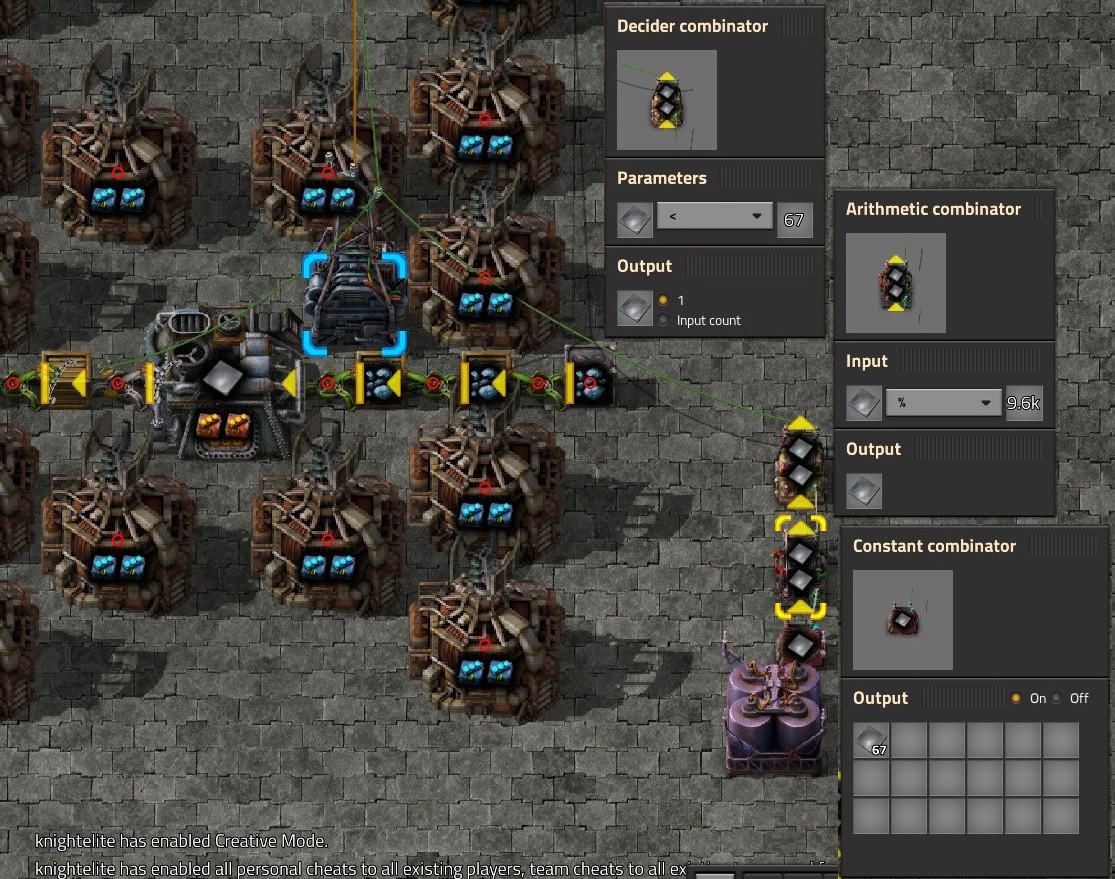 Decider combinator
Parameters
< 67
Output
1
Input count
Arithmetic combinator
Input
% 9.6k
Output
Constant combinator
Output On Off
67
knightelite has enabled Creative Mode.
knightelite has enabled all personal cheats to all existing players, team cheats to all